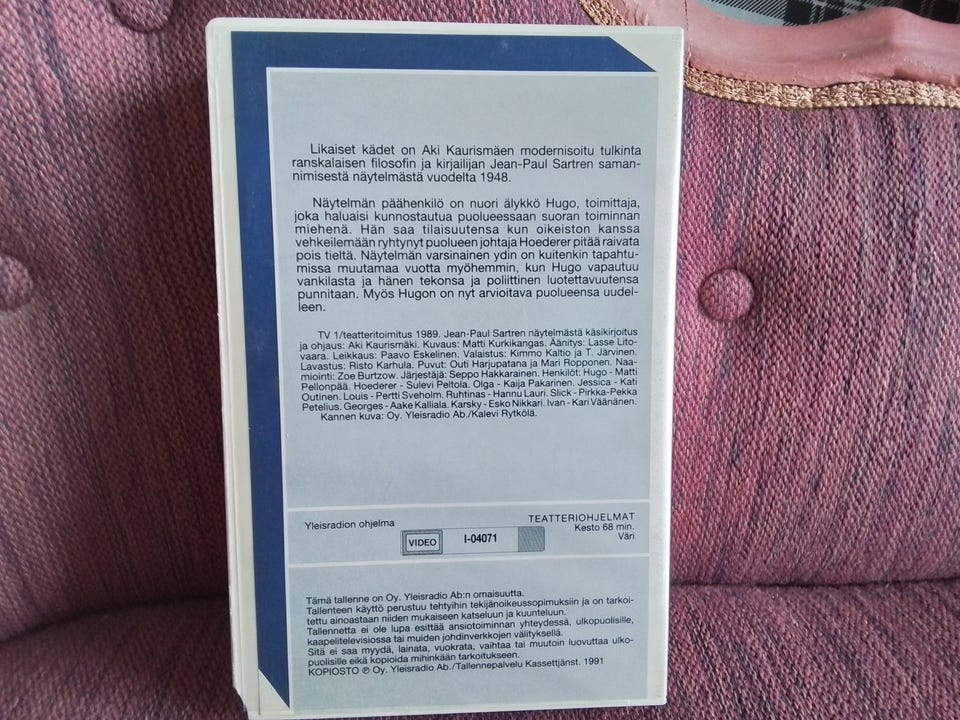 Likaiset kädet on Aki Kaurismäen modernisoitu tulkinta
ranskalaisen filosofin ja kirjailijan Jean-Paul Sartren saman-
nimisestä näytelmästä vuodelta 1948.
Näytelmän päähenkilö on nuori älykkö Hugo, toimittaja,
joka haluaisi kunnostautua puolueessaan suoran toiminnan
miehenä. Hän saa tilaisuutensa kun oikeiston kanssa
vehkeilemään ryhtynyt puolueen johtaja Hoederer pitää raivata
pois tieltä. Näytelmän varsinainen ydin on kuitenkin tapahtu-
missa muutamaa vuotta myöhemmin, kun Hugo vapautuu
vankilasta ja hänen tekonsa ja poliittinen luotettavuutensa
punnitaan. Myös Hugon on nyt arvioitava puolueensa uudel-
leen.
TV 1/teatteritoimitus 1989. Jean-Paul Sartren näytelmästä käsikirjoitus
ja ohjaus: Aki Kaurismäki. Kuvaus: Matti Kurkikangas. Äänitys: Lasse Lito-
vaara. Leikkaus: Paavo Eskelinen. Valaistus: Kimmo Kaltio ja T. Järvinen.
Lavastus: Risto Karhula. Puvut: Outi Harjupatana ja Mari Ropponen. Naa-
miointi: Zoe Burtzow. Järjestäjä: Seppo Hakkarainen. Henkilöt: Hugo - Matti
Pellonpää. Hoederer - Sulevi Peltola. Olga - Kaija Pakarinen. Jessica - Kati
Outinen. Louis - Pertti Sveholm. Ruhtinas - Hannu Lauri. Slick - Pirkka-Pekka
Petelius. Georges - Aake Kalliala. Karsky - Esko Nikkari. Ivan - Kari Väänänen.
Kannen kuva: Oy. Yleisradio Ab./Kalevi Rytkölä.
Yleisradion ohjelma
TEATTERIOHJELMAT
Kesto 68 min.
Väri
VIDEO I-04071
Tämä tallenne on Oy. Yleisradio Ab:n omaisuutta.
Tallenteen käyttö perustuu tehtyihin tekijänoikeussopimuksiin ja on tarkoi-
tettu ainoastaan niiden mukaiseen katseluun ja kuunteluun.
Tallennetta ei ole lupa esittää ansiotoiminnan yhteydessä, ulkopuolisille,
kaapelitelevisiossa tai muiden johdinverkkojen välityksellä.
Sitä ei saa myydä, lainata, vuokrata, vaihtaa tai muutoin luovuttaa ulko-
puolisille eikä kopioida mihinkään tarkoitukseen.
KOPIOSTO ℗ Oy. Yleisradio Ab./Tallennepalvelu Kassettjänst. 1991